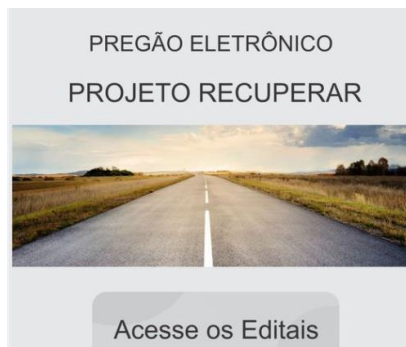 PREGÃO ELETRÔNICO
PROJETO RECUPERAR
Acesse os Editais